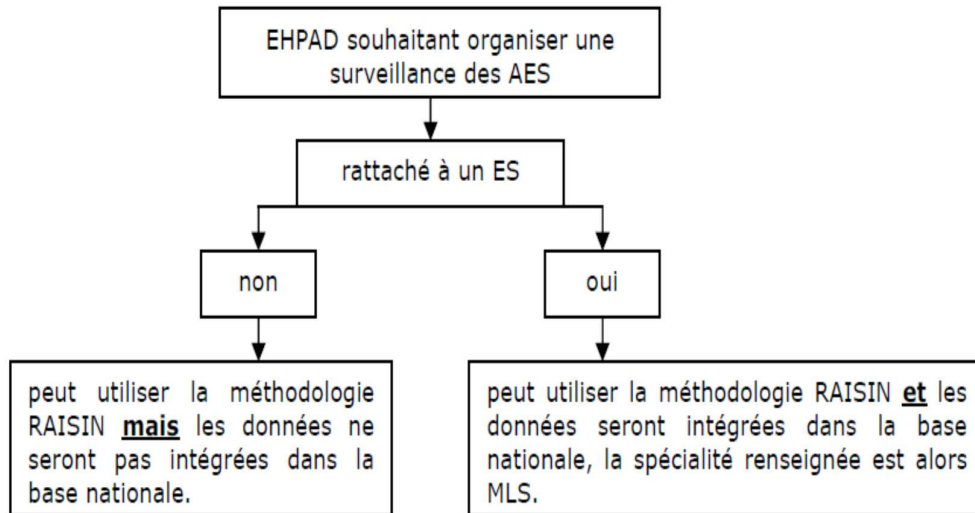 EHPAD souhaitant organiser une
surveillance des AES
rattaché à un ES
non
oui
peut utiliser la méthodologie
RAISIN mais les données ne
seront pas intégrées dans la
base nationale.
peut utiliser la méthodologie RAISIN et les
données seront intégrées dans la base
nationale, la spécialité renseignée est alors
MLS.